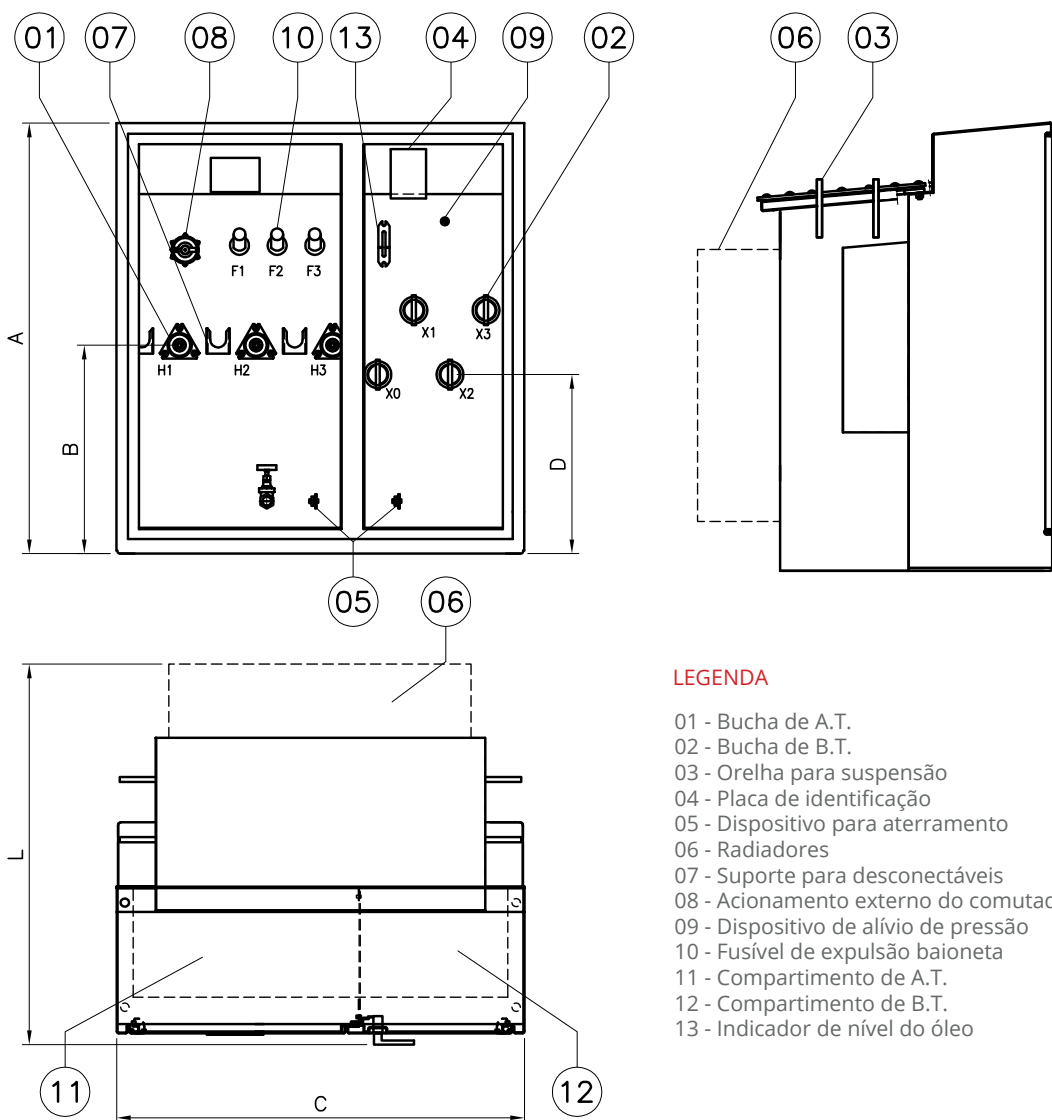 01 07 08 10 13 04 09 02 06 03
F1 F2 F3
X1 X3
H1 H2 H3
X0 X2
A
B
D
05 06
L
11 12
C
LEGENDA
01 - Bucha de A.T.
02 - Bucha de B.T.
03 - Orelha para suspensão
04 - Placa de identificação
05 - Dispositivo para aterramento
06 - Radiadores
07 - Suporte para desconectáveis
08 - Acionamento externo do comutad
09 - Dispositivo de alívio de pressão
10 - Fusível de expulsão baioneta
11 - Compartimento de A.T.
12 - Compartimento de B.T.
13 - Indicador de nível do óleo